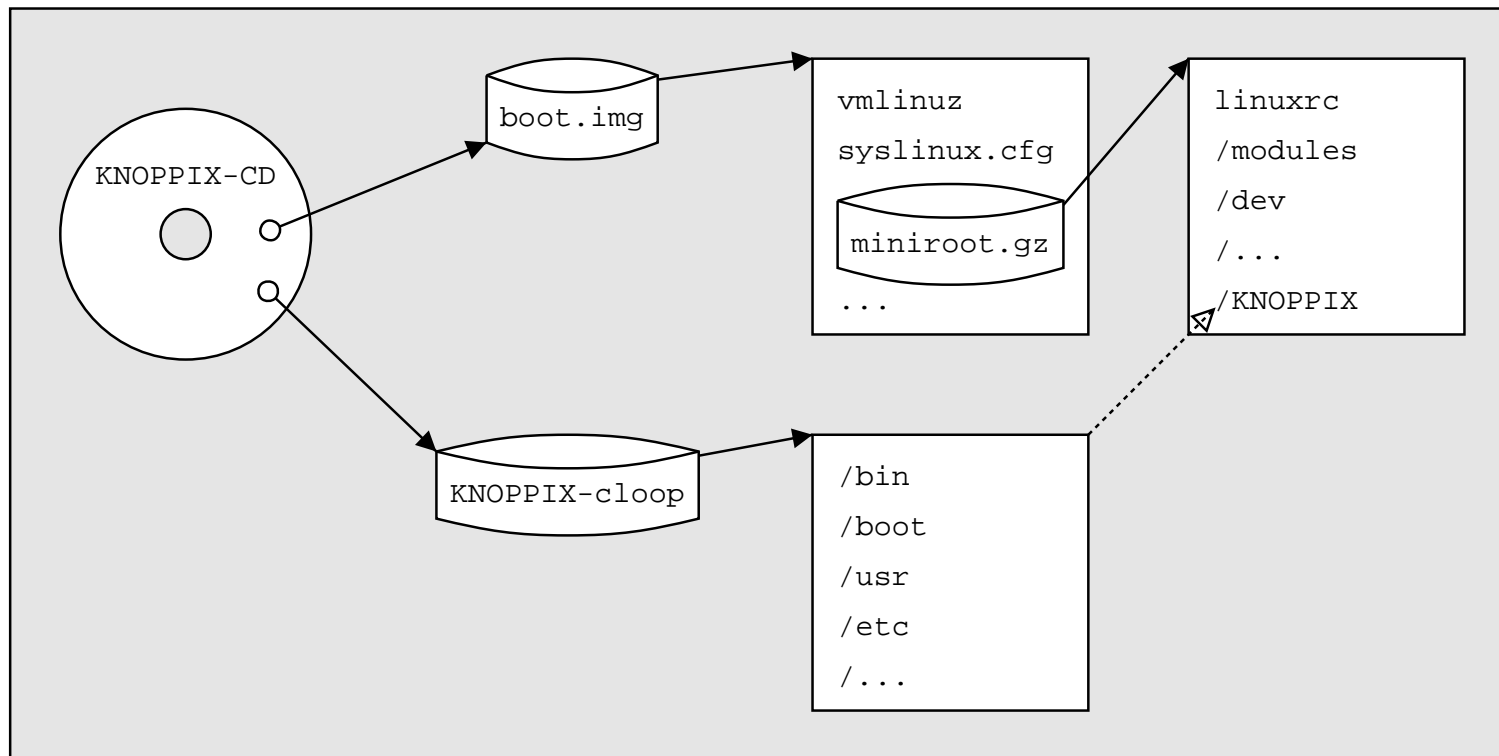 KNOPPIX-CD
boot.img
vmlinuz
syslinux.cfg
miniroot.gz
...
linuxrc
/modules
/dev
/...
/KNOPPIX
KNOPPIX-cloop
/bin
/boot
/usr
/etc
/...